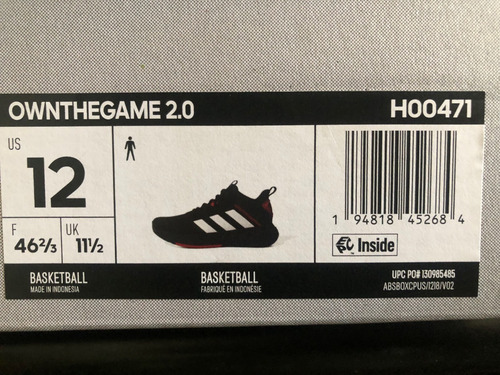 OWNTHEGAME 2.0
H00471
US
12
F
46⅔
UK
11½
1 94818 45268 4
Inside
BASKETBALL
MADE IN INDONESIA
BASKETBALL
FABRIQUÉ EN INDONÉSIE
UPC PO# 130985485
ABSBOXCPUS/1218/V02